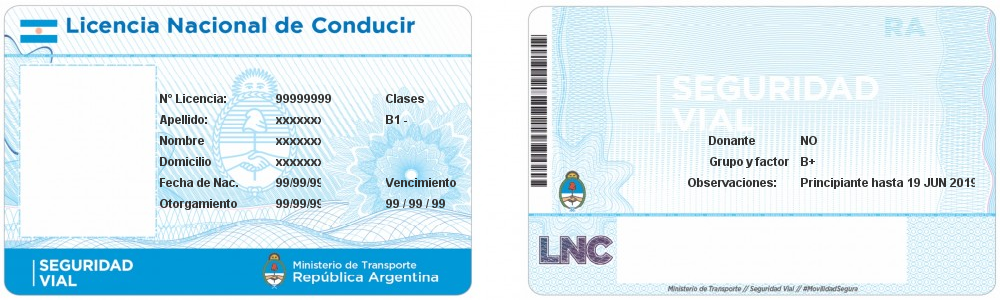 Licencia Nacional de Conducir
N° Licencia: 99999999 Clases
Apellido: xxxxxxx B1 -
Nombre xxxxxxx
Domicilio xxxxxxx
Fecha de Nac. 99/99/99 Vencimiento
Otorgamiento 99/99/99 99 / 99 / 99
SEGURIDAD
VIAL
Ministerio de Transporte
República Argentina
RA
SEGURIDAD
VIAL
Donante NO
Grupo y factor B+
Observaciones: Principiante hasta 19 JUN 2019
LNC
Ministerio de Transporte // Seguridad Vial // #MovilidadSegura